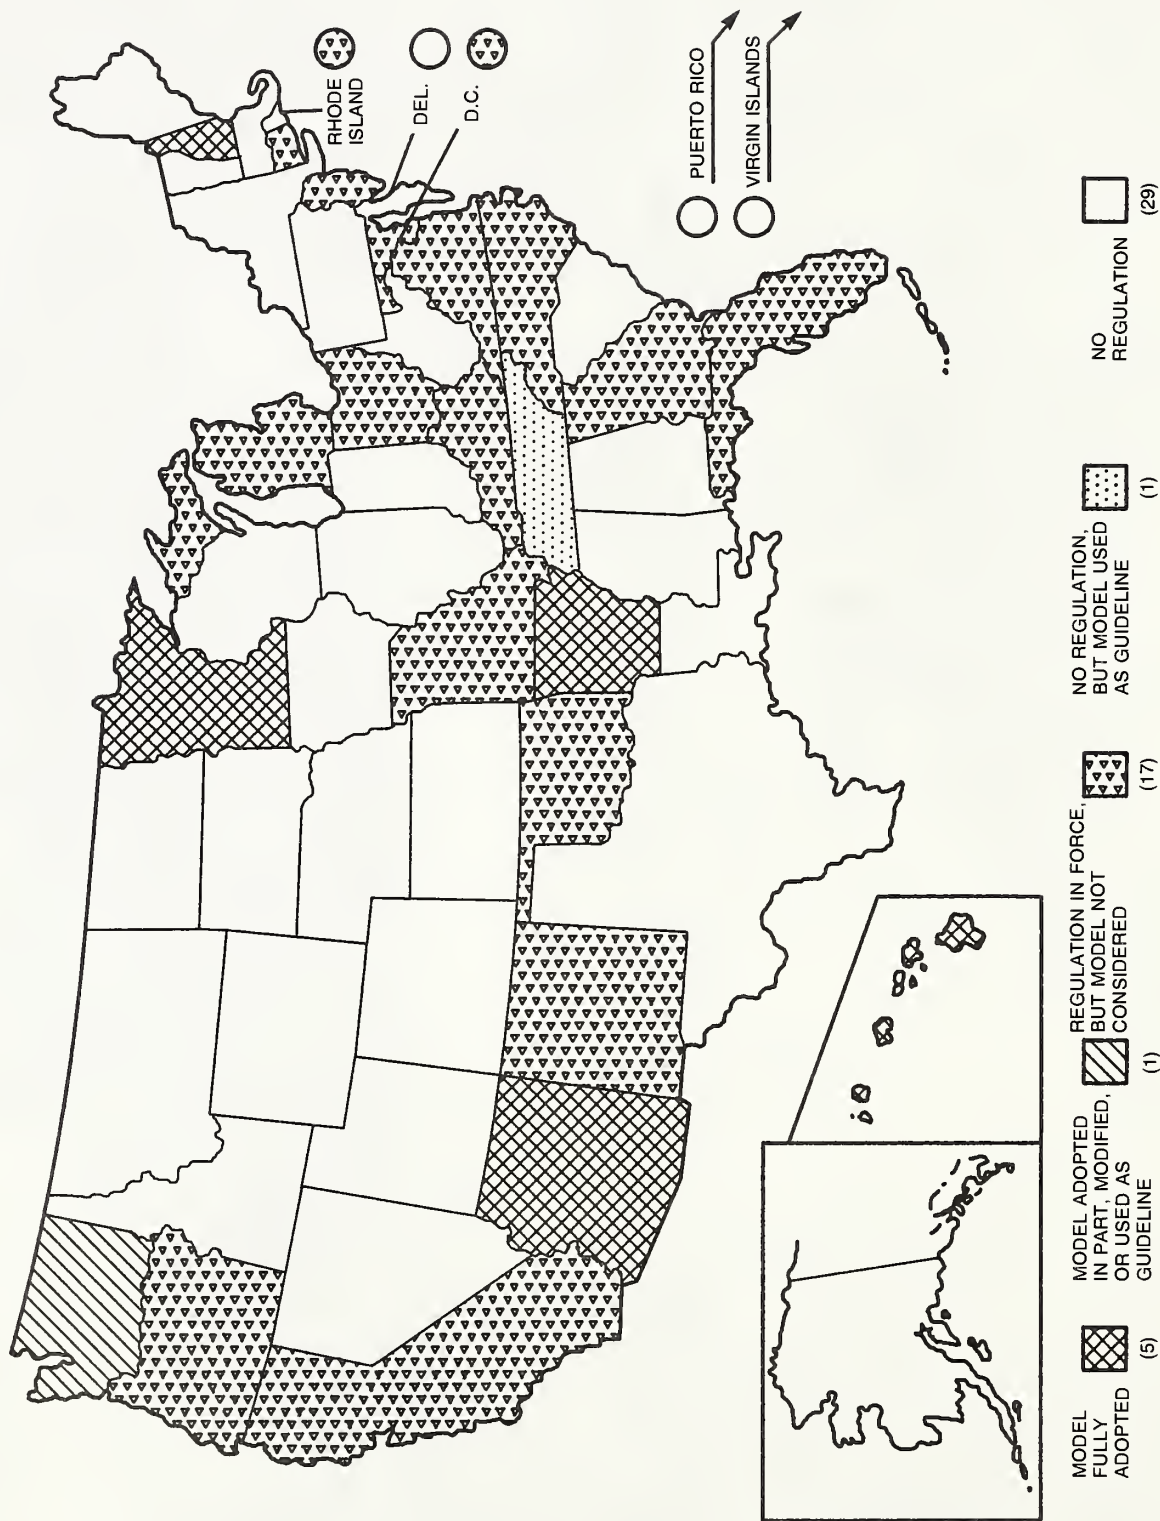 RHODE
ISLAND
DEL.
D.C.
PUERTO RICO
VIRGIN ISLANDS
MODEL
FULLY
ADOPTED
(5)
MODEL ADOPTED
IN PART, MODIFIED,
OR USED AS
GUIDELINE
(1)
REGULATION IN FORCE,
BUT MODEL NOT
CONSIDERED
(17)
NO REGULATION,
BUT MODEL USED
AS GUIDELINE
(1)
NO
REGULATION
(29)